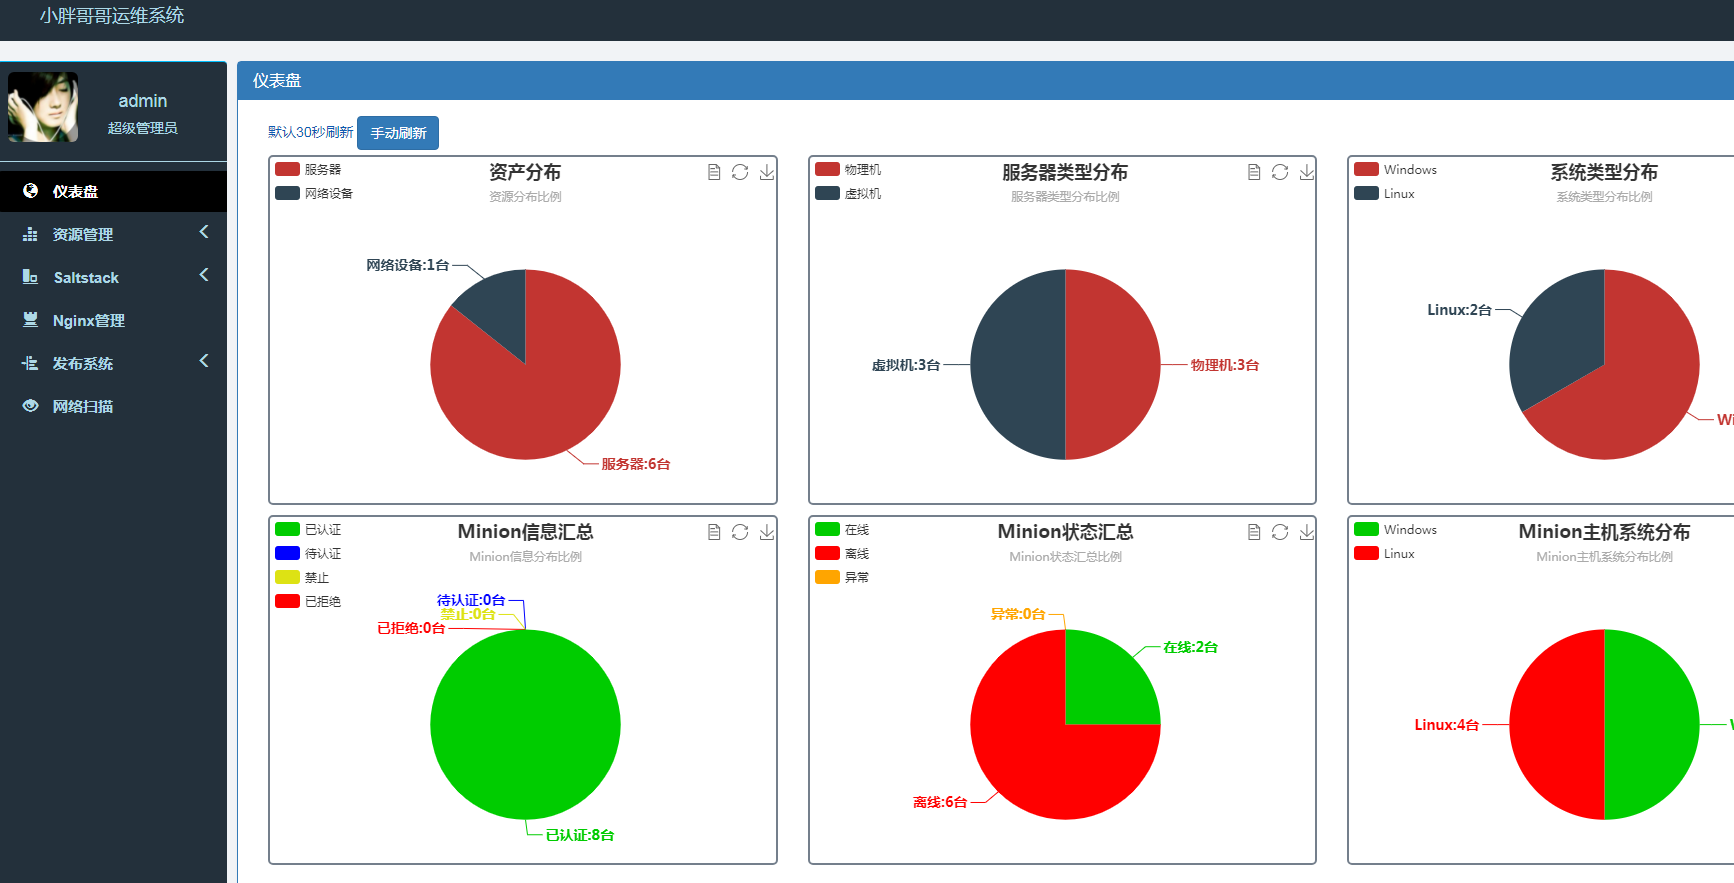 小胖哥哥运维系统
admin
超级管理员
仪表盘
资源管理
Saltstack
Nginx管理
发布系统
网络扫描
仪表盘
默认30秒刷新 手动刷新
服务器
网络设备
资产分布
资源分布比例
网络设备:1台
服务器:6台
物理机
虚拟机
服务器类型分布
服务器类型分布比例
虚拟机:3台
物理机:3台
Windows
Linux
系统类型分布
系统类型分布比例
Linux:2台
Wi
已认证
待认证
禁止
已拒绝
Minion信息汇总
Minion信息分布比例
待认证:0台
禁止:0台
已拒绝:0台
已认证:8台
在线
离线
异常
Minion状态汇总
Minion状态汇总比例
异常:0台
在线:2台
离线:6台
Windows
Linux
Minion主机系统分布
Minion主机系统分布比例
Linux:4台